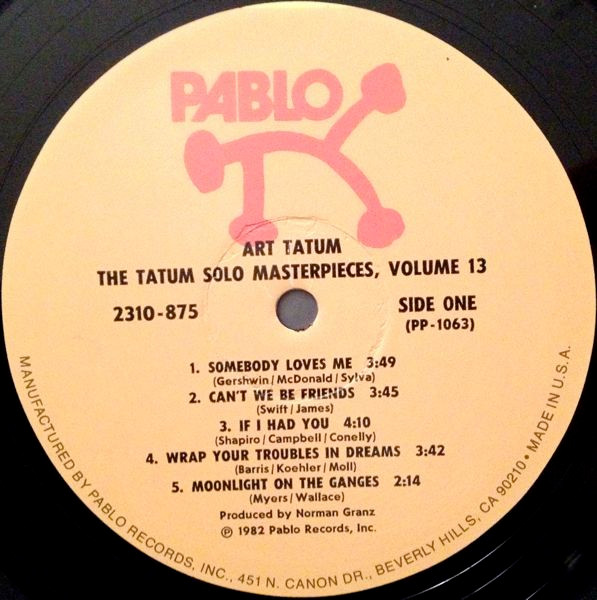 PABLO
ART TATUM
THE TATUM SOLO MASTERPIECES, VOLUME 13
2310-875
SIDE ONE
(PP-1063)
1. SOMEBODY LOVES ME 3:49
(Gershwin/McDonald/Sylva)
2. CAN'T WE BE FRIENDS 3:45
(Swift/James)
3. IF I HAD YOU 4:10
(Shapiro/Campbell/Conelly)
4. WRAP YOUR TROUBLES IN DREAMS 3:42
(Barris/Koehler/Moll)
5. MOONLIGHT ON THE GANGES 2:14
(Myers/Wallace)
Produced by Norman Granz
℗ 1982 Pablo Records, Inc.
MANUFACTURED BY PABLO RECORDS, INC., 451 N. CANON DR., BEVERLY HILLS, CA 90210 • MADE IN U.S.A.